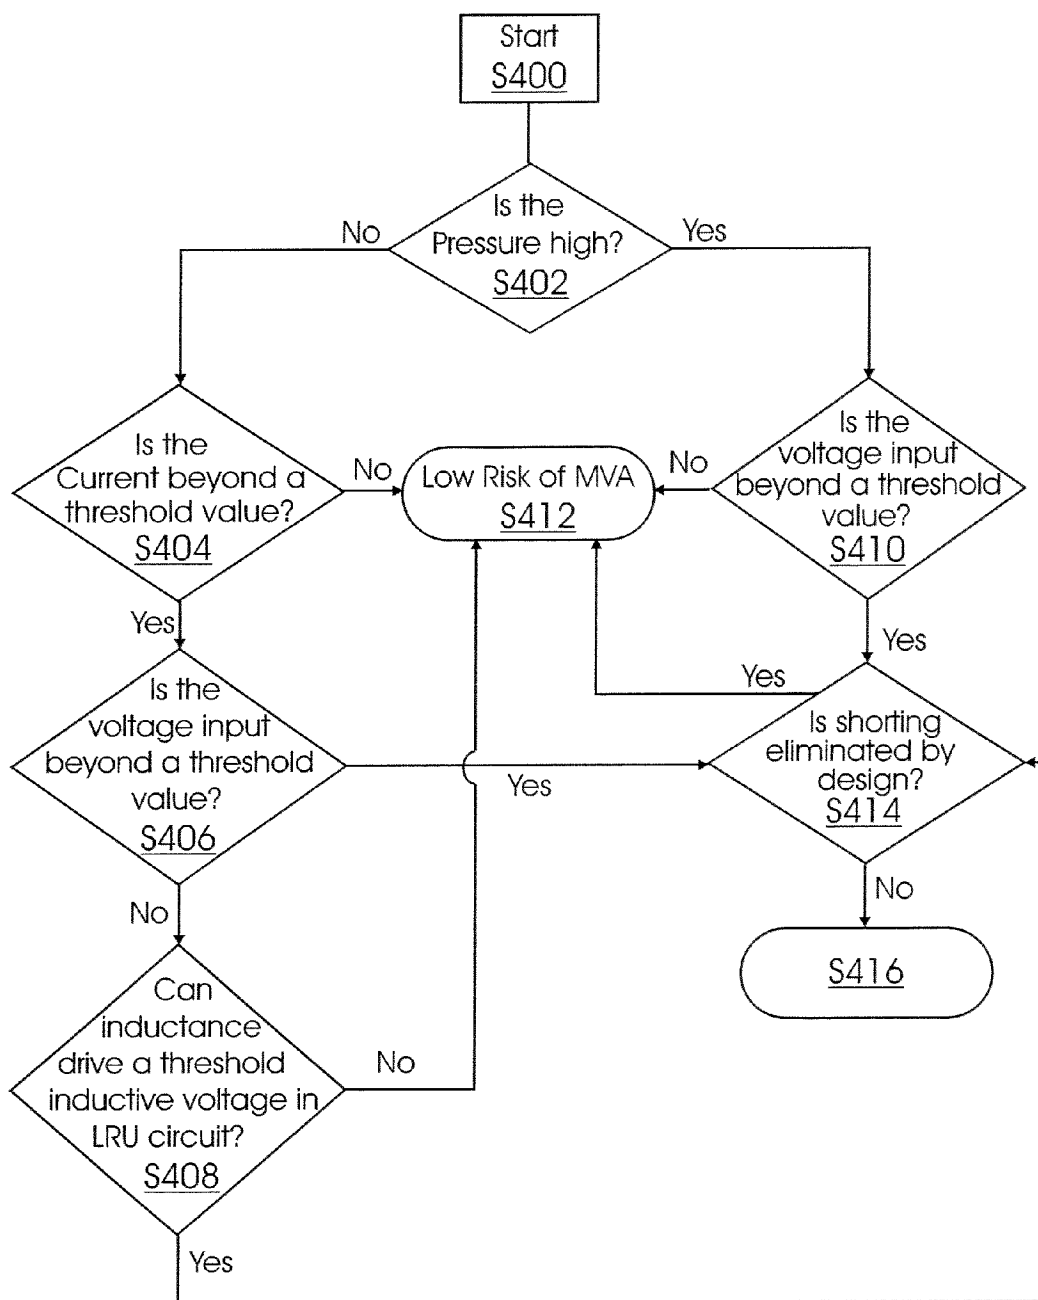 Start
S400
Is the
Pressure high?
S402
No
Yes
Is the
Current beyond a
threshold value?
S404
No
Low Risk of MVA
S412
No
Is the
voltage input
beyond a threshold
value?
S410
Yes
Yes
Is the
voltage input
beyond a threshold
value?
S406
Yes
Yes
Is shorting
eliminated by
design?
S414
No
No
S416
Can
inductance
drive a threshold
inductive voltage in
LRU circuit?
S408
No
Yes